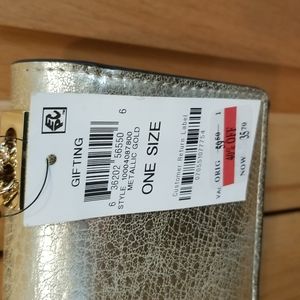 GIFTING
6 36202 56550 6
STYLE
METALLIC GOLD
ONE SIZE
Customer Return Label
ORIG
40% OFF
NOW